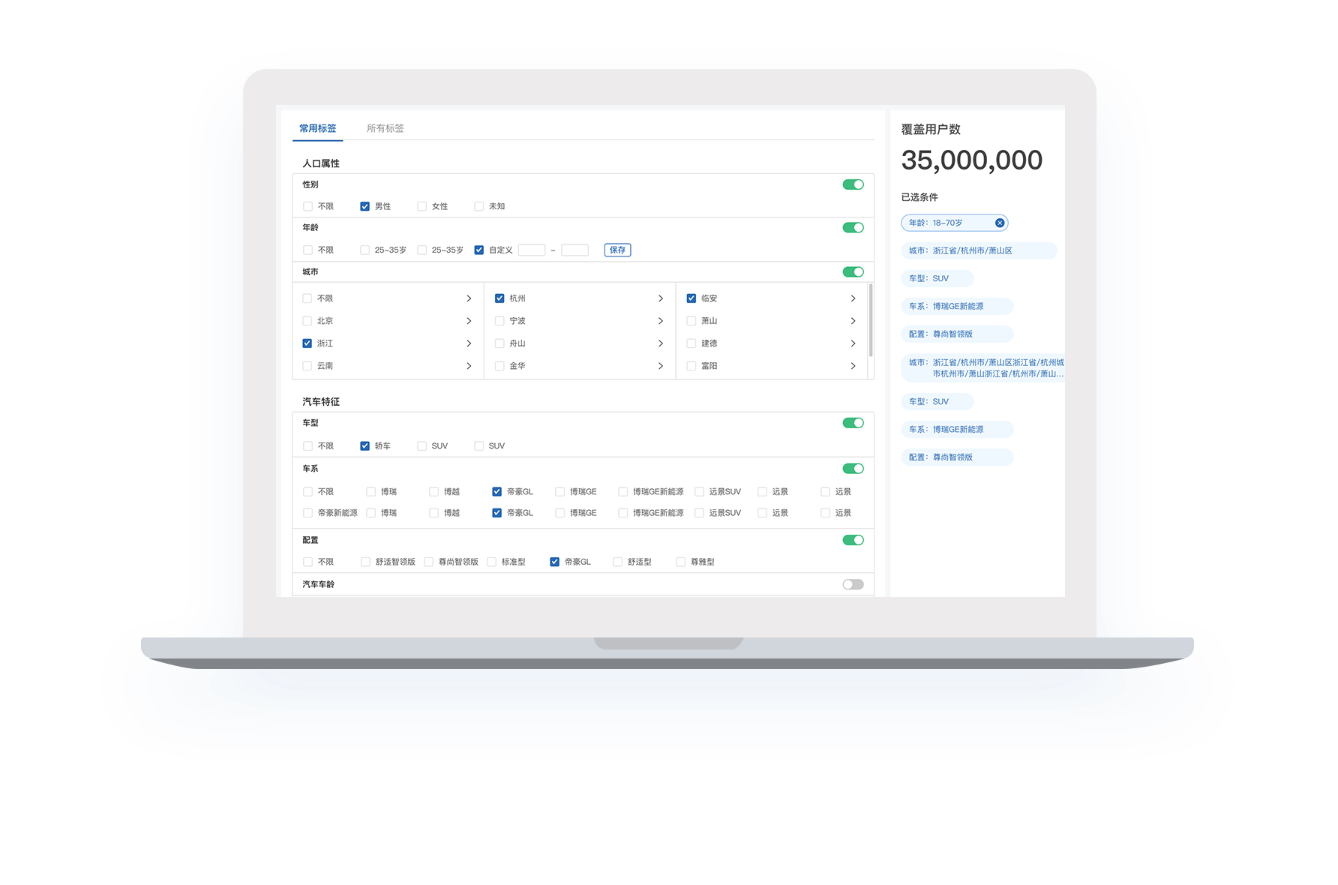 常用标签 所有标签
人口属性
性别
不限 男性 女性 未知
年龄
不限 25-35岁 25-35岁 自定义 - 保存
城市
不限 杭州 临安
北京 宁波 萧山
浙江 舟山 建德
云南 金华 富阳
汽车特征
车型
不限 轿车 SUV SUV
车系
不限 博瑞 博越 帝豪GL 博瑞GE 博瑞GE新能源 远景SUV 远景 远景
帝豪新能源 博瑞 博越 帝豪GL 博瑞GE 博瑞GE新能源 远景SUV 远景 远景
配置
不限 舒适智领版 尊尚智领版 标准型 帝豪GL 舒适型 尊雅型
汽车车龄
覆盖用户数
35,000,000
已选条件
年龄：18-70岁
城市：浙江省/杭州市/萧山区
车型：SUV
车系：博瑞GE新能源
配置：尊尚智领版
城市：浙江省/杭州市/萧山区浙江省/杭州城
市杭州市/萧山浙江省/杭州市/萧山...
车型：SUV
车系：博瑞GE新能源
配置：尊尚智领版